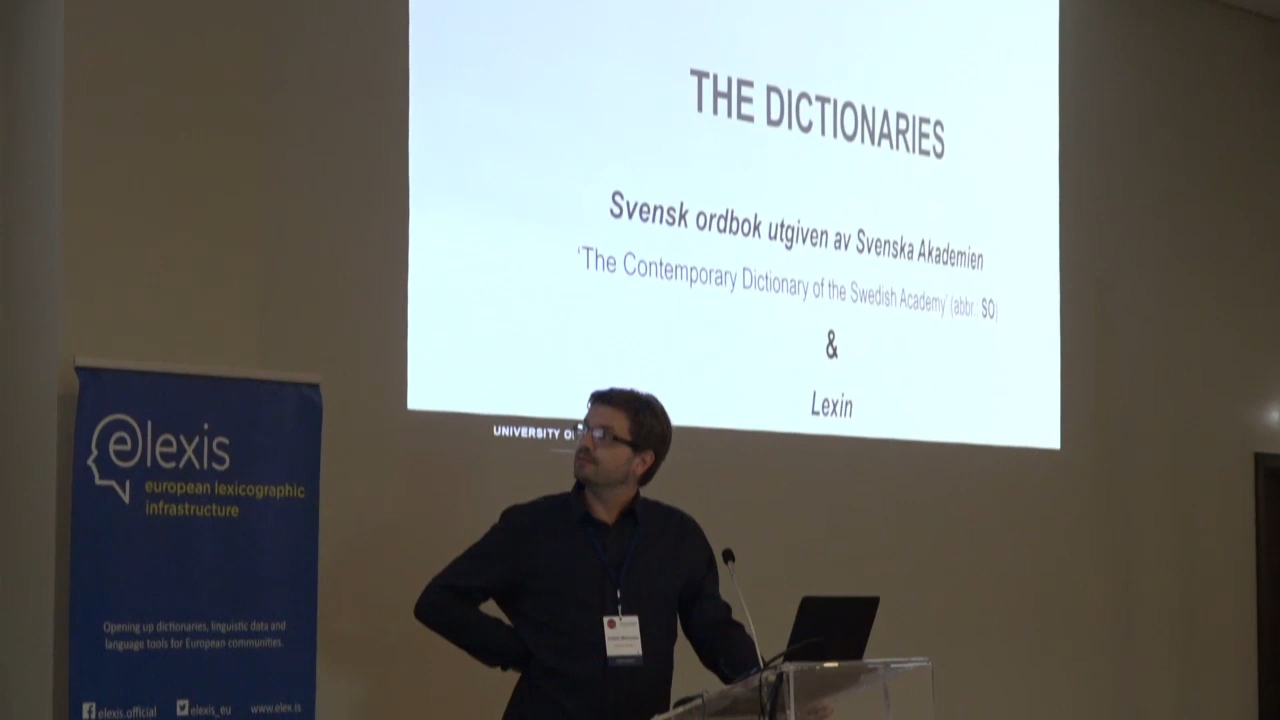 THE DICTIONARIES
Svensk ordbok utgiven av Svenska Akademien
‘The Contemporary Dictionary of the Swedish Academy’ (abbr.: SO)
&
Lexin
UNIVERSITY
elexis
european lexicographic
infrastructure
Opening up dictionaries, linguistic data and
language tools for European communities.
elexis.official elexis_eu www.elex.is